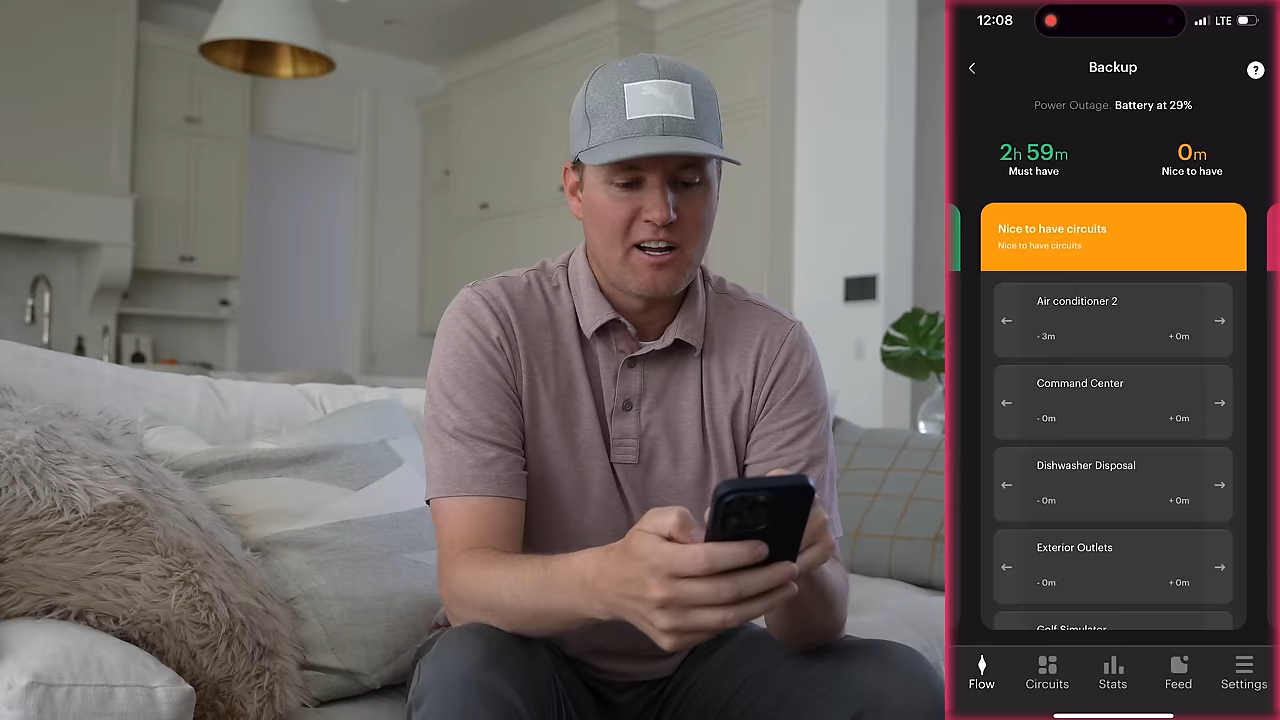 12:08
LTE
Backup
?
Power Outage. Battery at 29%
2h 59m
0m
Must have
Nice to have
Nice to have circuits
Nice to have circuits
Air conditioner 2
- 3m
+ 0m
Command Center
- 0m
+ 0m
Dishwasher Disposal
- 0m
+ 0m
Exterior Outlets
- 0m
+ 0m
Golf Simulator
Flow
Circuits
Stats
Feed
Settings